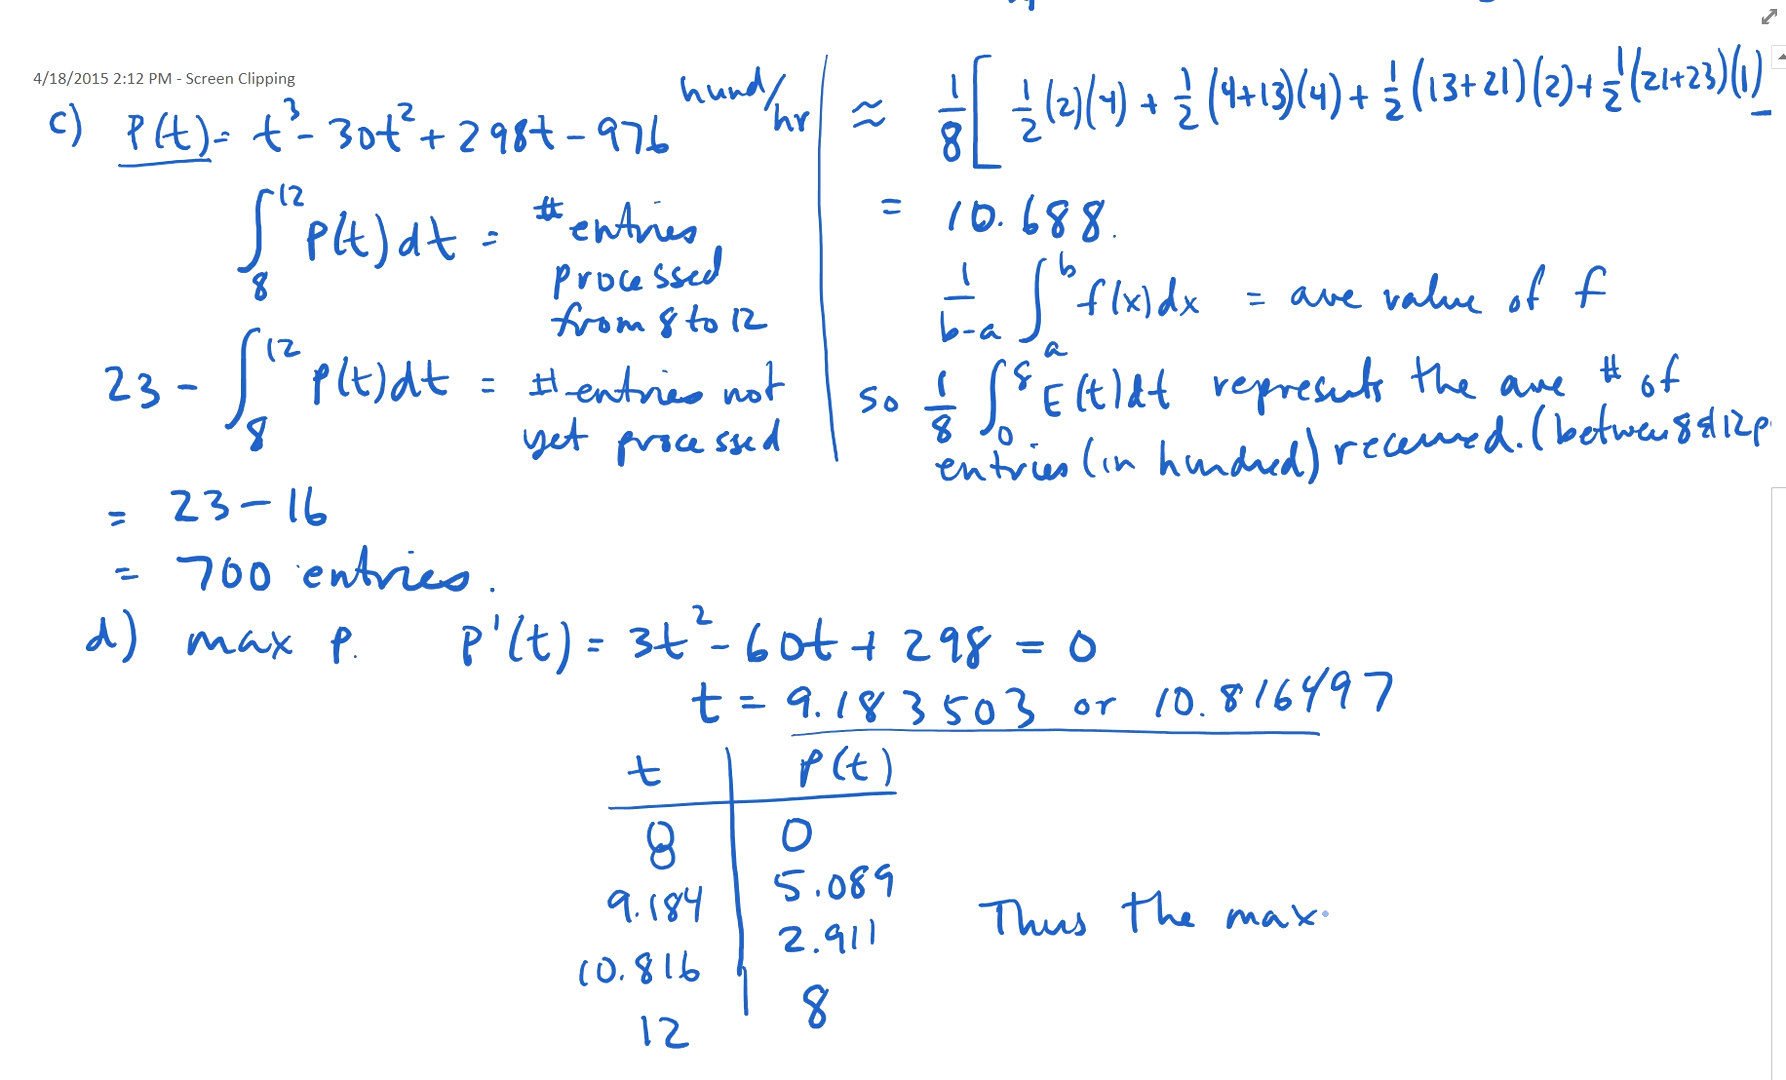 4/18/2015 2:12 PM - Screen Clipping
c) P(t) = t³ - 30t² + 298t - 976 hund/hr
∫₈¹² P(t)dt = # entries
processed
from 8 to 12
23 - ∫₈¹² P(t)dt = # entries not
yet processed
= 23 - 16
= 700 entries.
≈ 1/8 [ 1/2 (2)(4) + 1/2 (4+13)(4) + 1/2 (13+21)(2) + 1/2 (21+23)(1)
= 10.688.
1/(b-a) ∫ₐᵇ f(x)dx = ave value of f
so 1/8 ∫₀⁸ E(t)dt represents the ave # of
entries (in hundred) received. (between 8 & 12 p
d) max P. P'(t) = 3t² - 60t + 298 = 0
t = 9.183503 or 10.816497
t P(t)
8 0
9.184 5.089
10.816 2.911
12 8
Thus the max